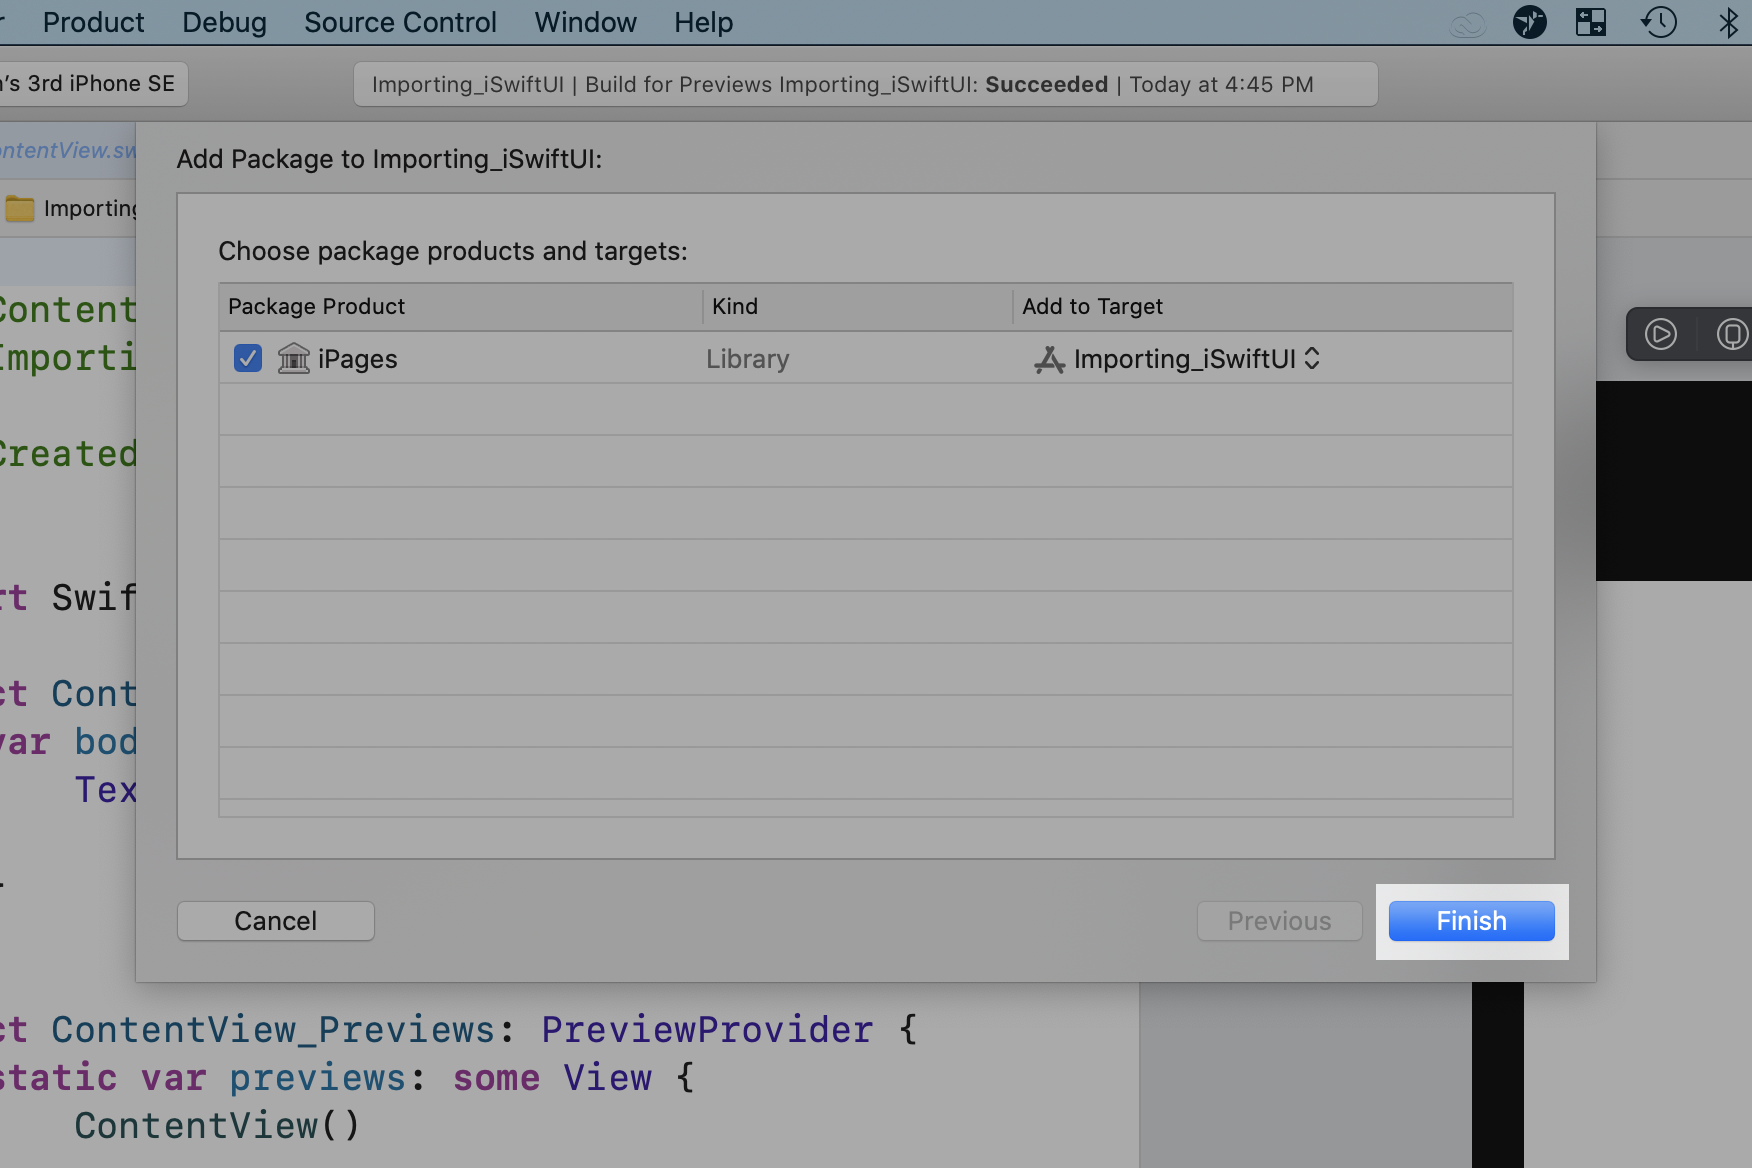 Product Debug Source Control Window Help
's 3rd iPhone SE
Importing_iSwiftUI | Build for Previews Importing_iSwiftUI: Succeeded | Today at 4:45 PM
ontentView.sw
Add Package to Importing_iSwiftUI:
Importing
Choose package products and targets:
Package Product Kind Add to Target
Content
Importi
iPages Library Importing_iSwiftUI
Created
rt Swif
ct Cont
var bod
Tex
Cancel Previous Finish
ct ContentView_Previews: PreviewProvider {
static var previews: some View {
ContentView()